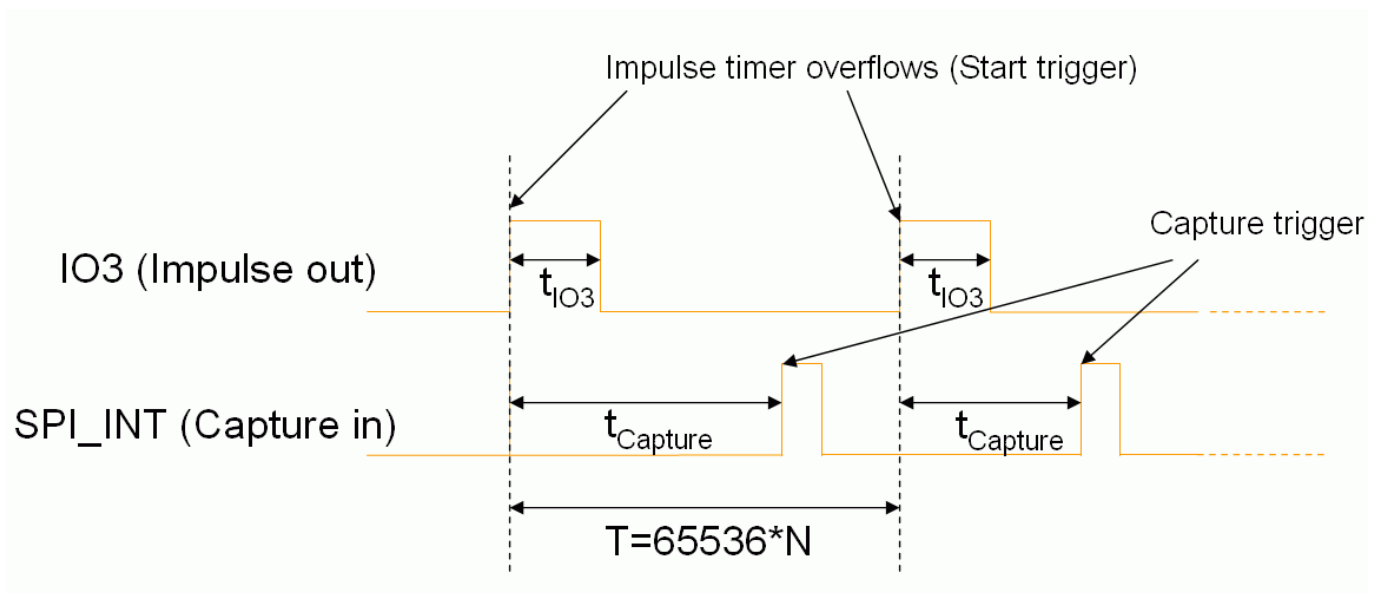 Impulse timer overflows (Start trigger)
Capture trigger
IO3 (Impulse out)
tIO3
tIO3
SPI_INT (Capture in)
tCapture
tCapture
T=65536*N